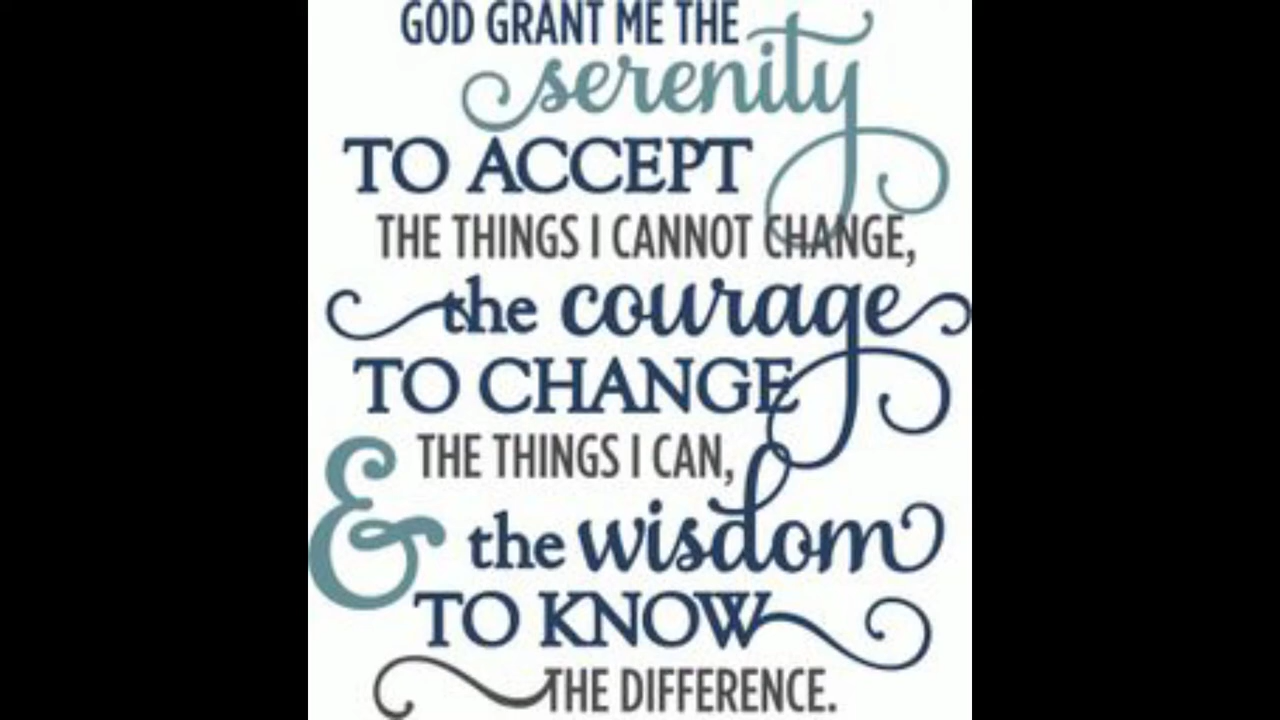 GOD GRANT ME THE
serenity
TO ACCEPT
THE THINGS I CANNOT CHANGE,
the courage
TO CHANGE
THE THINGS I CAN,
& the wisdom
TO KNOW
THE DIFFERENCE.